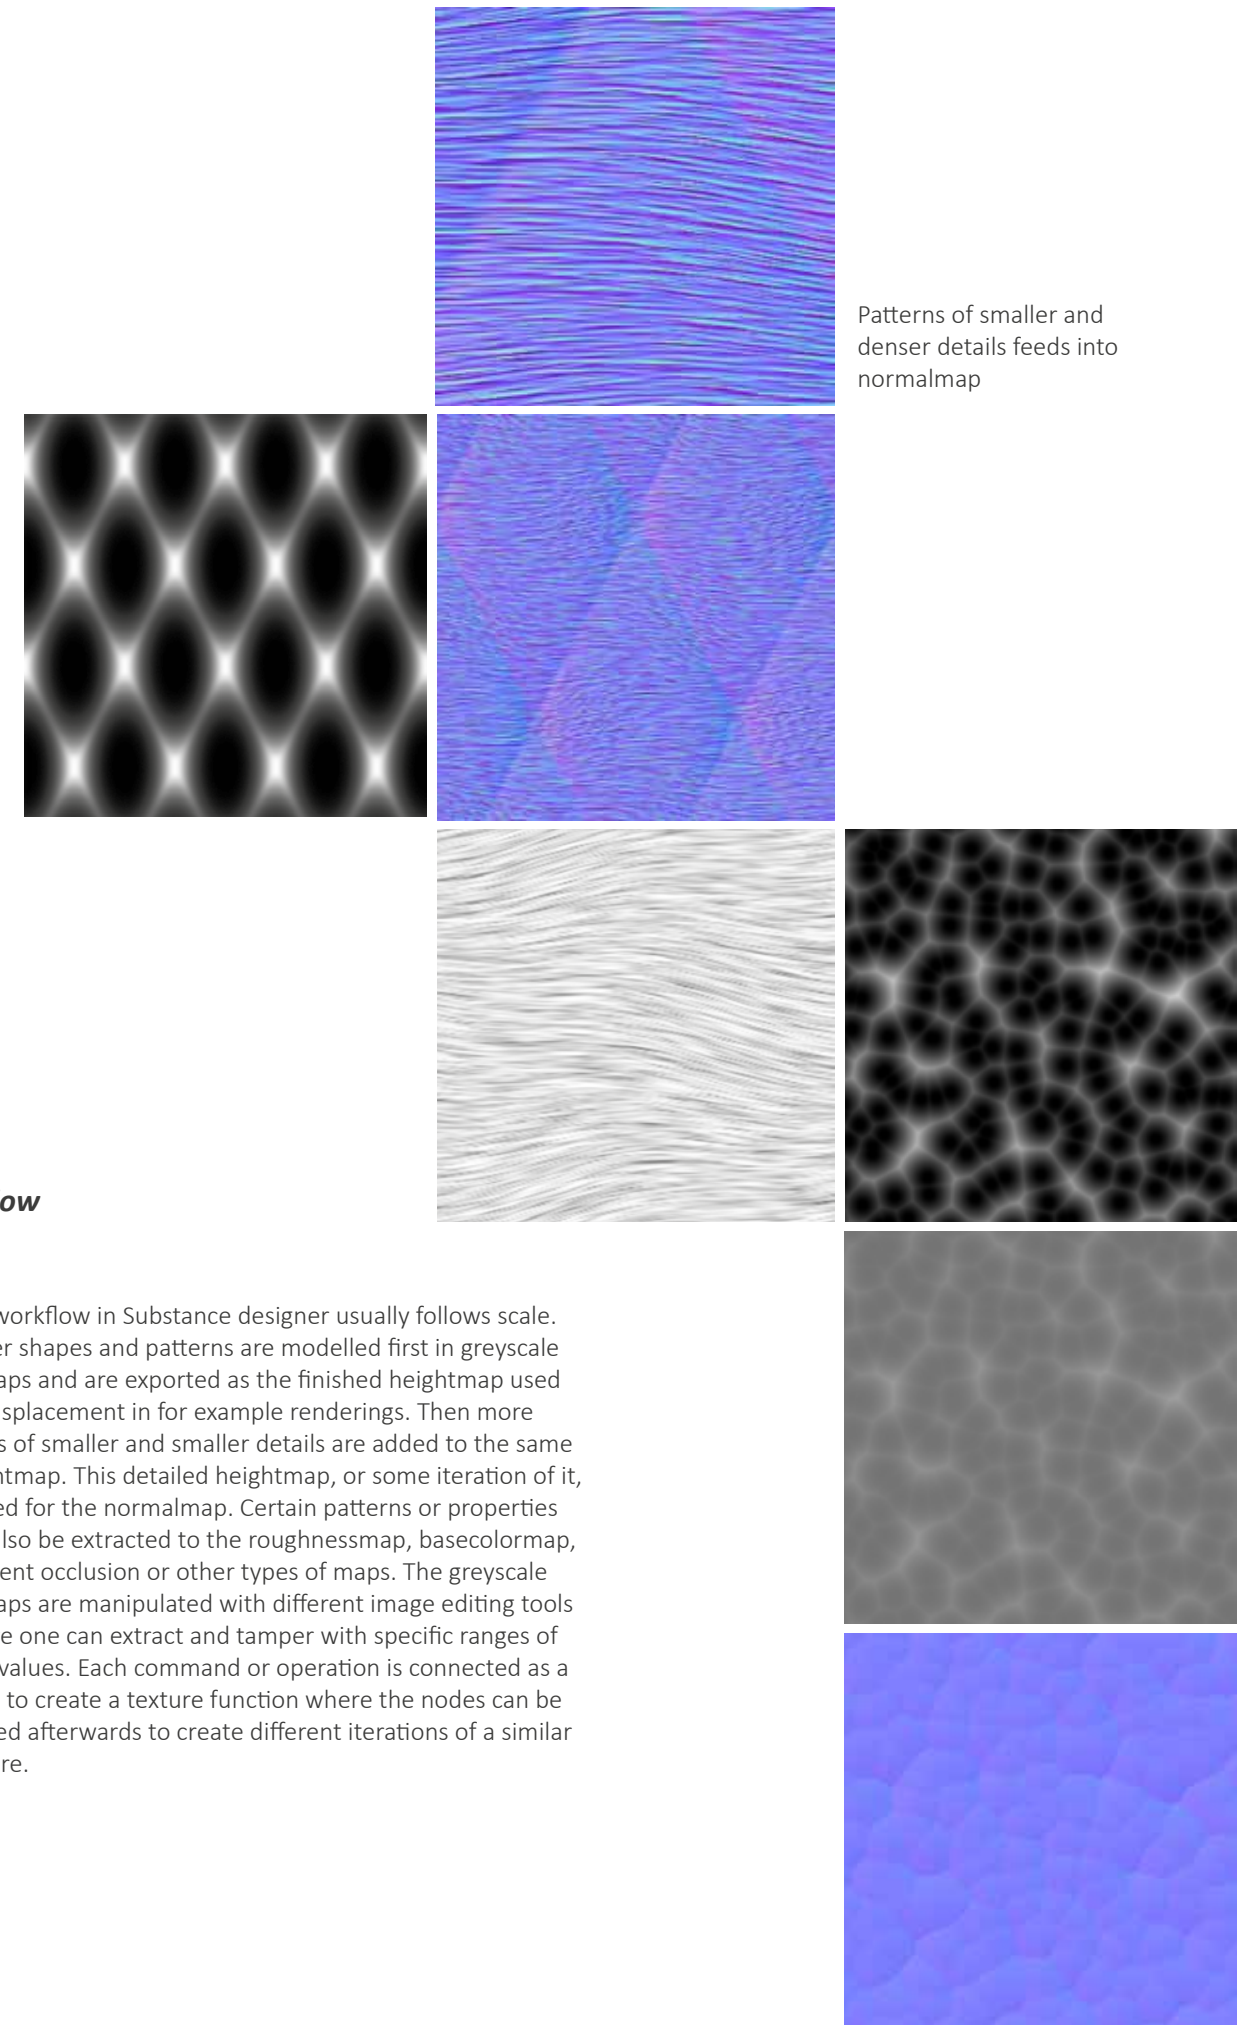 Patterns of smaller and
denser details feeds into
normalmap
ow
workflow in Substance designer usually follows scale.
er shapes and patterns are modelled first in greyscale
aps and are exported as the finished heightmap used
splacement in for example renderings. Then more
s of smaller and smaller details are added to the same
htmap. This detailed heightmap, or some iteration of it,
ed for the normalmap. Certain patterns or properties
also be extracted to the roughnessmap, basecolormap,
ent occlusion or other types of maps. The greyscale
aps are manipulated with different image editing tools
e one can extract and tamper with specific ranges of
values. Each command or operation is connected as a
to create a texture function where the nodes can be
ed afterwards to create different iterations of a similar
re.